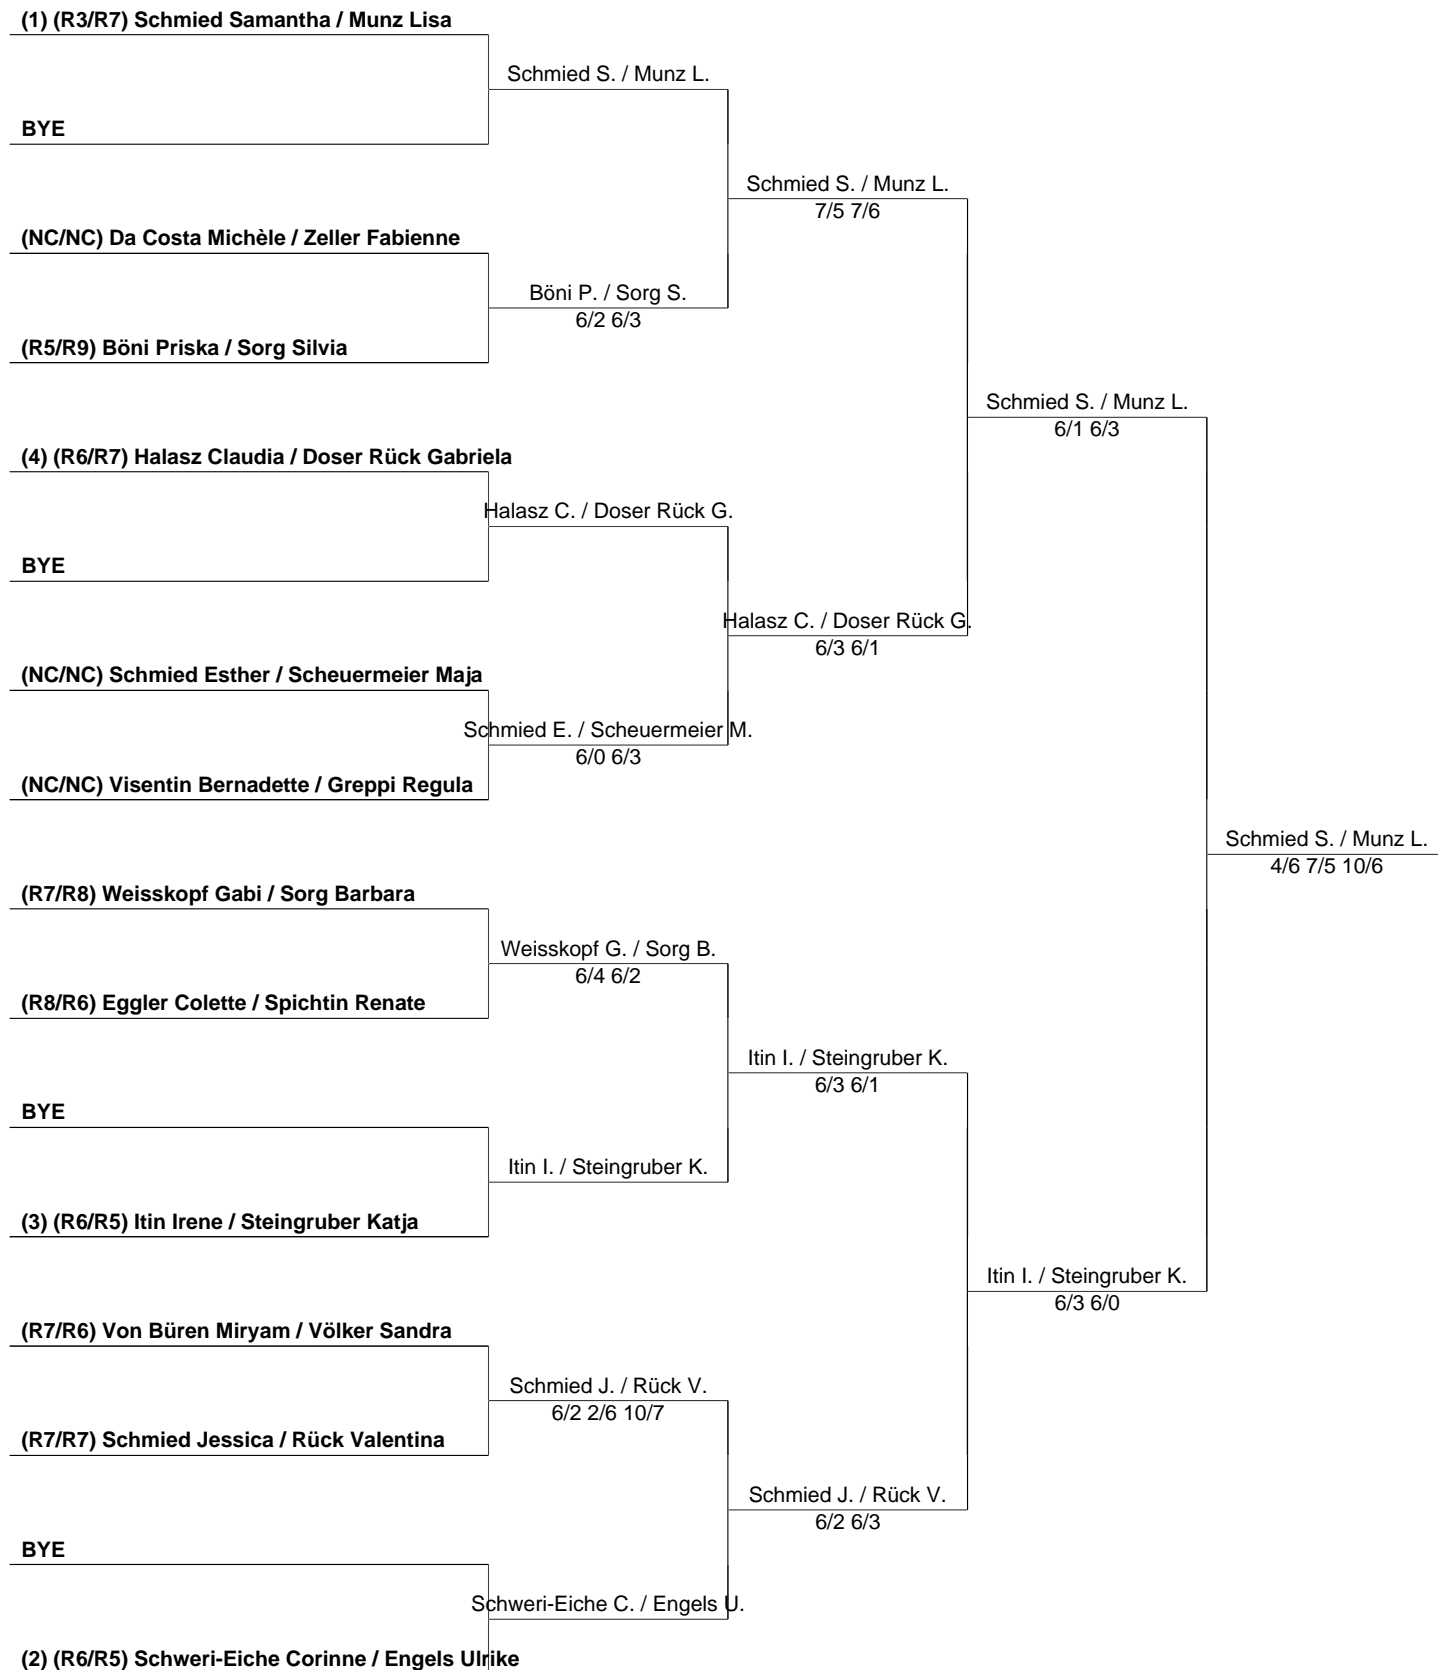 (1) (R3/R7) Schmied Samantha / Munz Lisa
Schmied S. / Munz L.
BYE
Schmied S. / Munz L.
7/5 7/6
(NC/NC) Da Costa Michèle / Zeller Fabienne
Böni P. / Sorg S.
6/2 6/3
(R5/R9) Böni Priska / Sorg Silvia
Schmied S. / Munz L.
6/1 6/3
(4) (R6/R7) Halasz Claudia / Doser Rück Gabriela
Halasz C. / Doser Rück G.
BYE
Halasz C. / Doser Rück G.
6/3 6/1
(NC/NC) Schmied Esther / Scheuermeier Maja
Schmied E. / Scheuermeier M.
6/0 6/3
(NC/NC) Visentin Bernadette / Greppi Regula
Schmied S. / Munz L.
4/6 7/5 10/6
(R7/R8) Weisskopf Gabi / Sorg Barbara
Weisskopf G. / Sorg B.
6/4 6/2
(R8/R6) Eggler Colette / Spichtin Renate
Itin I. / Steingruber K.
6/3 6/1
BYE
Itin I. / Steingruber K.
(3) (R6/R5) Itin Irene / Steingruber Katja
Itin I. / Steingruber K.
6/3 6/0
(R7/R6) Von Büren Miryam / Völker Sandra
Schmied J. / Rück V.
6/2 2/6 10/7
(R7/R7) Schmied Jessica / Rück Valentina
Schmied J. / Rück V.
6/2 6/3
BYE
Schweri-Eiche C. / Engels U.
(2) (R6/R5) Schweri-Eiche Corinne / Engels Ulrike